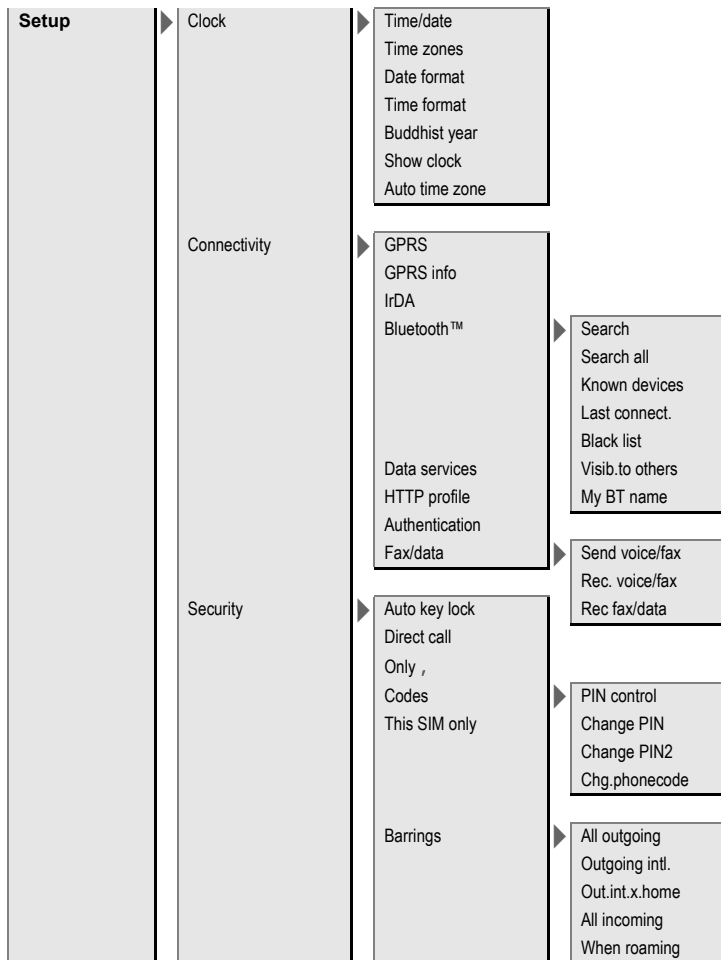 Setup
Clock
Time/date
Time zones
Date format
Time format
Buddhist year
Show clock
Auto time zone
Connectivity
GPRS
GPRS info
IrDA
Bluetooth™
Search
Search all
Known devices
Last connect.
Black list
Visib.to others
My BT name
Data services
HTTP profile
Authentication
Fax/data
Send voice/fax
Rec. voice/fax
Rec fax/data
Security
Auto key lock
Direct call
Only ,
Codes
PIN control
Change PIN
Change PIN2
Chg.phonecode
This SIM only
Barrings
All outgoing
Outgoing intl.
Out.int.x.home
All incoming
When roaming